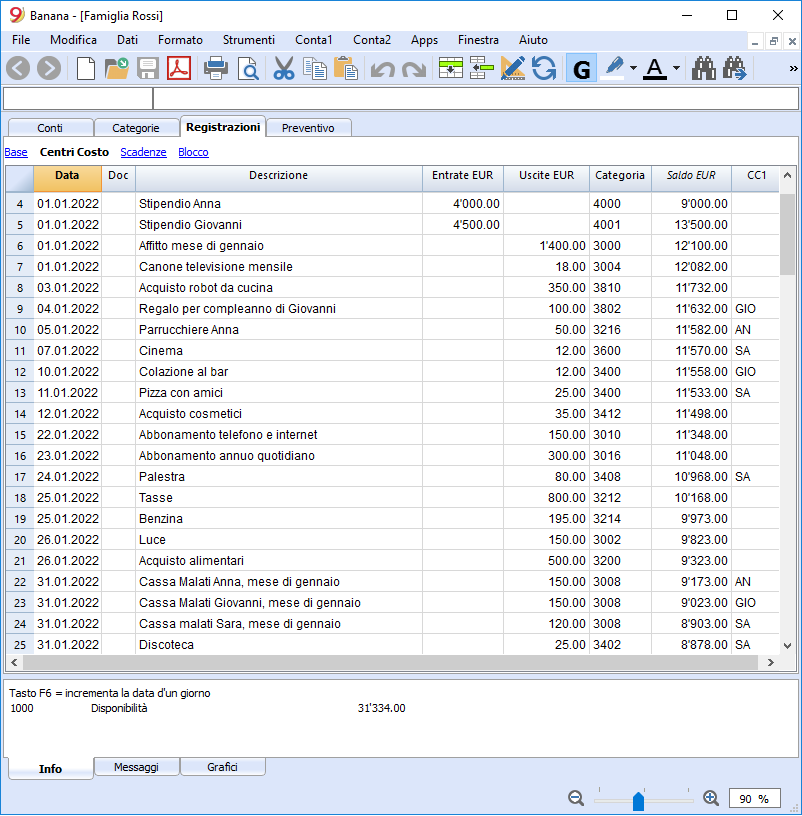 Banana - [Famiglia Rossi]
File Modifica Dati Formato Strumenti Conta1 Conta2 Apps Finestra Aiuto
G A »
Conti Categorie Registrazioni Preventivo
Base Centri Costo Scadenze Blocco
Data Doc Descrizione Entrate EUR Uscite EUR Categoria Saldo EUR CC1
4 01.01.2022 Stipendio Anna 4'000.00 4000 9'000.00
5 01.01.2022 Stipendio Giovanni 4'500.00 4001 13'500.00
6 01.01.2022 Affitto mese di gennaio 1'400.00 3000 12'100.00
7 01.01.2022 Canone televisione mensile 18.00 3004 12'082.00
8 03.01.2022 Acquisto robot da cucina 350.00 3810 11'732.00
9 04.01.2022 Regalo per compleanno di Giovanni 100.00 3802 11'632.00 GIO
10 05.01.2022 Parrucchiere Anna 50.00 3216 11'582.00 AN
11 07.01.2022 Cinema 12.00 3600 11'570.00 SA
12 10.01.2022 Colazione al bar 12.00 3400 11'558.00 GIO
13 11.01.2022 Pizza con amici 25.00 3400 11'533.00 SA
14 12.01.2022 Acquisto cosmetici 35.00 3412 11'498.00
15 22.01.2022 Abbonamento telefono e internet 150.00 3010 11'348.00
16 23.01.2022 Abbonamento annuo quotidiano 300.00 3016 11'048.00
17 24.01.2022 Palestra 80.00 3408 10'968.00 SA
18 25.01.2022 Tasse 800.00 3212 10'168.00
19 25.01.2022 Benzina 195.00 3214 9'973.00
20 26.01.2022 Luce 150.00 3002 9'823.00
21 26.01.2022 Acquisto alimentari 500.00 3200 9'323.00
22 31.01.2022 Cassa Malati Anna, mese di gennaio 150.00 3008 9'173.00 AN
23 31.01.2022 Cassa Malati Giovanni, mese di gennaio 150.00 3008 9'023.00 GIO
24 31.01.2022 Cassa malati Sara, mese di gennaio 120.00 3008 8'903.00 SA
25 31.01.2022 Discoteca 25.00 3402 8'878.00 SA
Tasto F6 = incrementa la data d'un giorno
1000 Disponibilità 31'334.00
Info Messaggi Grafici
90 %